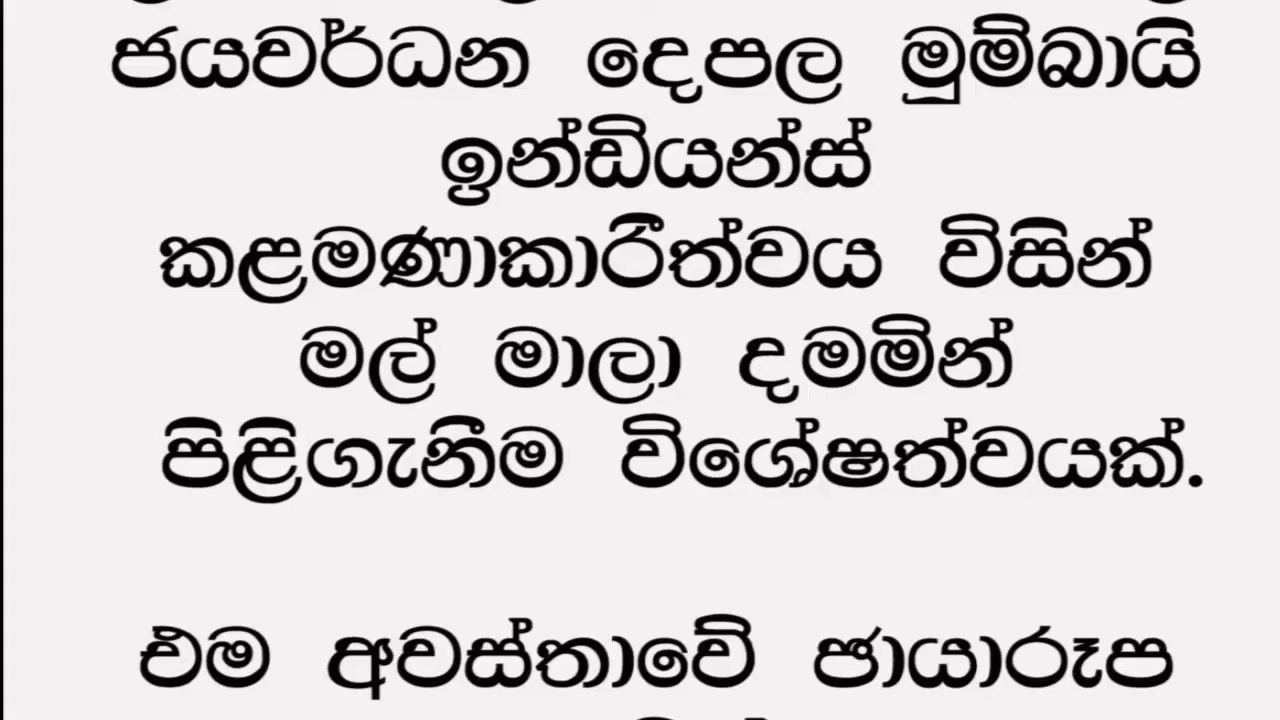 ජයවර්ධන දෙපල මුම්බායි
ඉන්ඩියන්ස්
කළමණාකාරීත්වය විසින්
මල් මාලා දමමින්
පිළිගැනීම විශේෂත්වයක්.
එම අවස්තාවේ ඡායාරූප